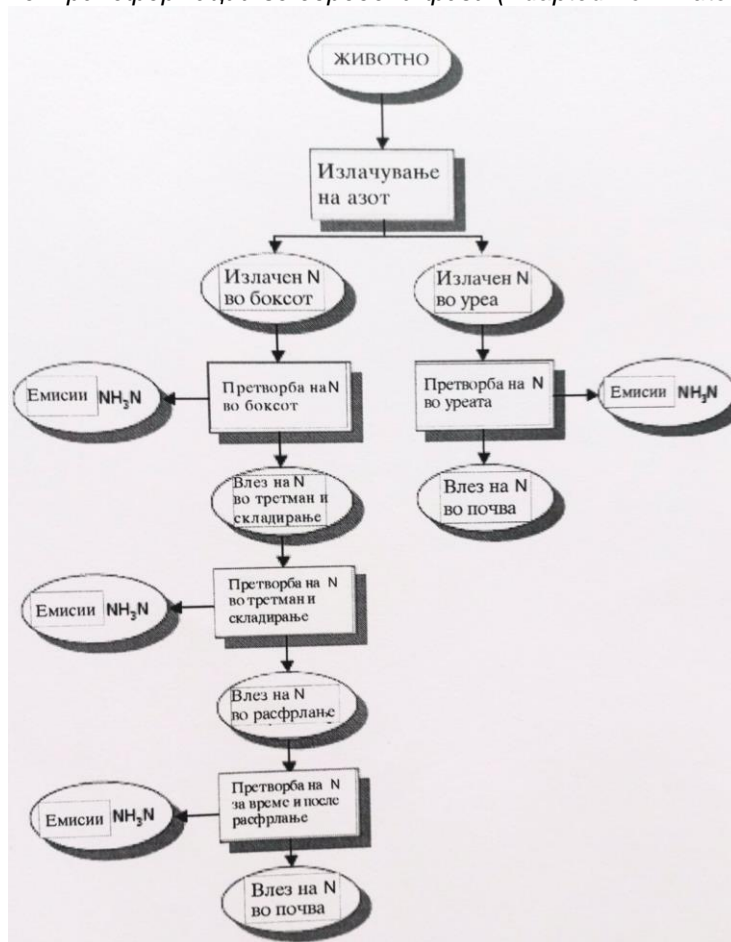 ЖИВОТНО
Излачување
на азот
Излачен N
во боксот
Излачен N
во уреа
Емисии NH₃N
Претворба на N
во боксот
Претворба на N
во уреата
Емисии NH₃N
Влез на N
во третман и
складирање
Влез на N
во почва
Емисии NH₃N
Претворба на N
во третман и
складирање
Влез на N
во расфрлање
Емисии NH₃N
Претворба на N
за време и после
расфрлање
Влез на N
во почва